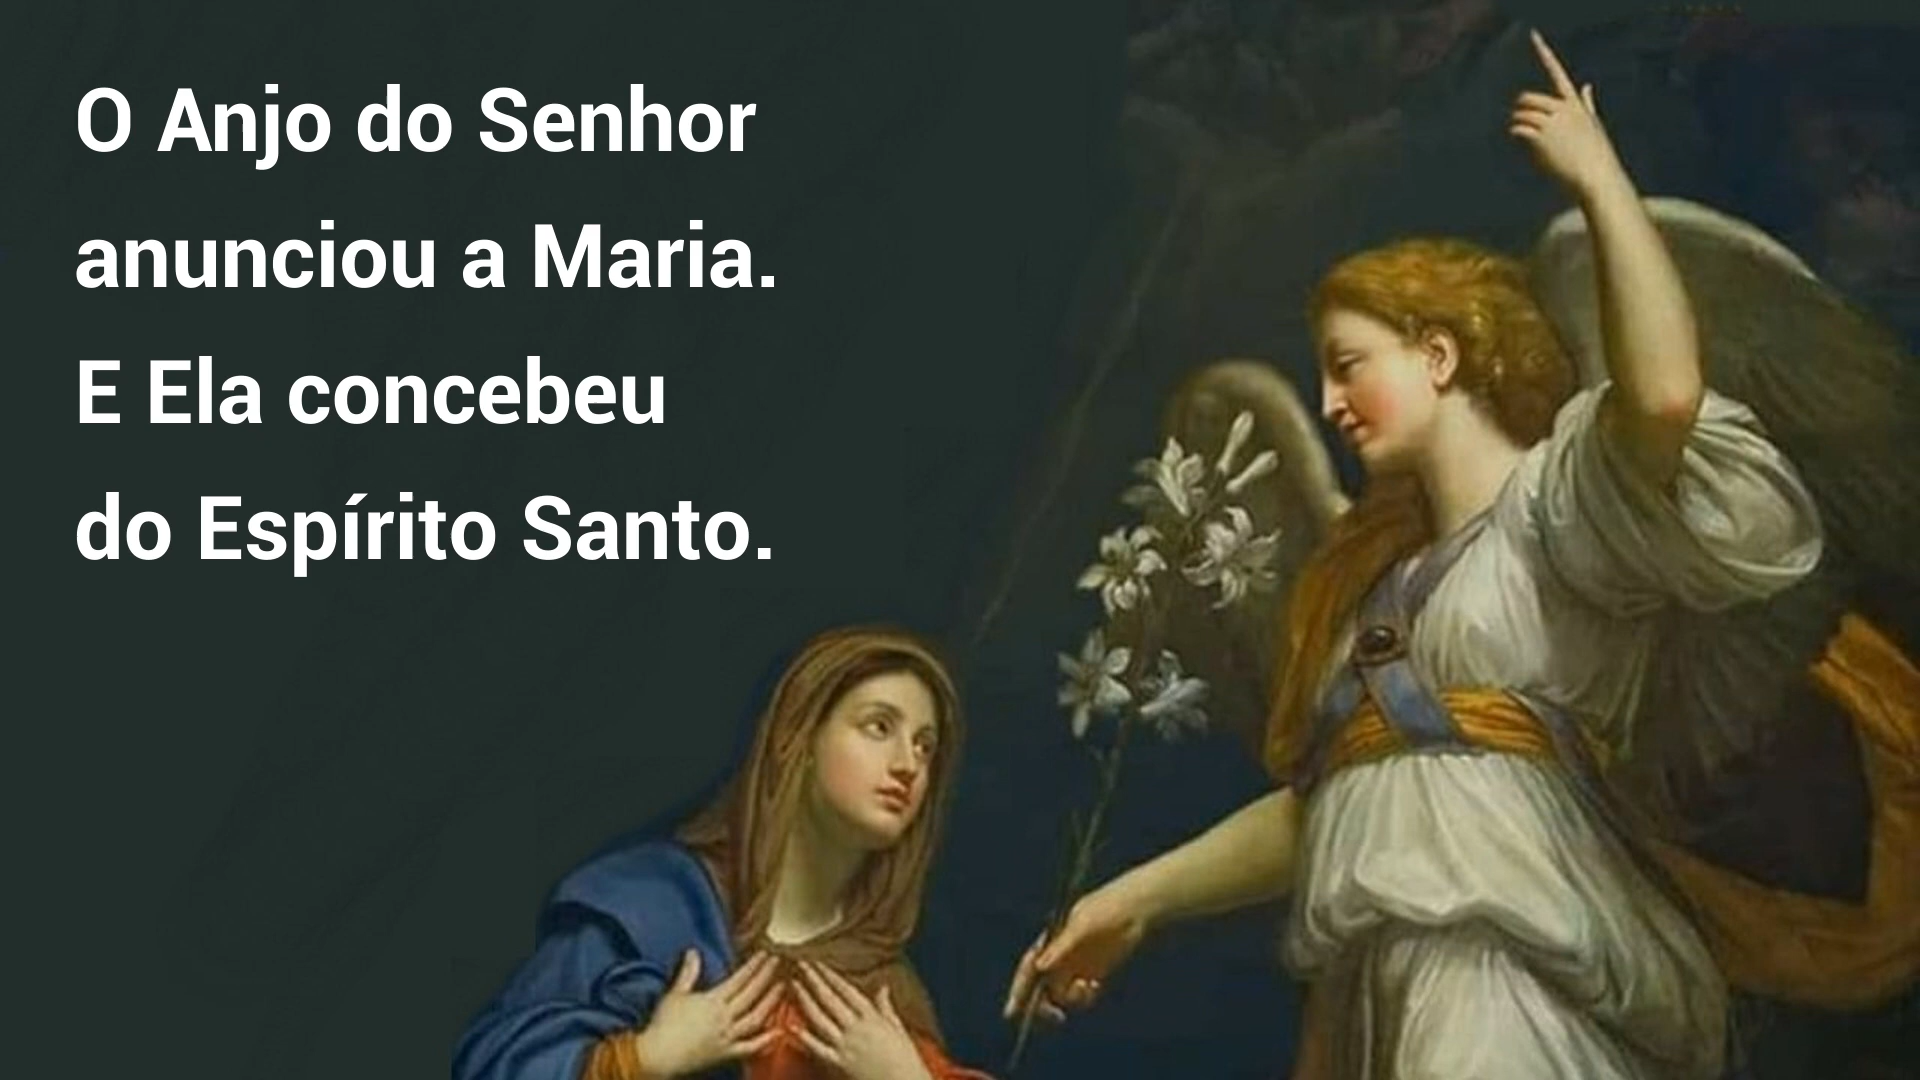 O Anjo do Senhor
anunciou a Maria.
E Ela concebeu
do Espírito Santo.